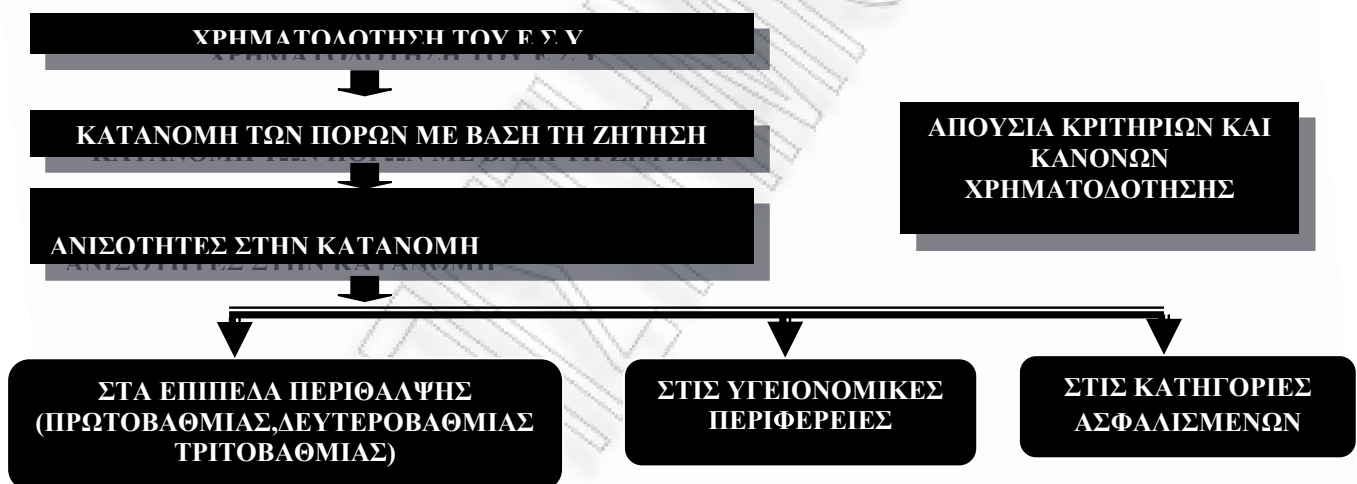 ΧΡΗΜΑΤΟΔΟΤΗΣΗ ΤΟΥ Ε.Σ.Υ
ΚΑΤΑΝΟΜΗ ΤΩΝ ΠΟΡΩΝ ΜΕ ΒΑΣΗ ΤΗ ΖΗΤΗΣΗ
ΑΠΟΥΣΙΑ ΚΡΙΤΗΡΙΩΝ ΚΑΙ
ΚΑΝΟΝΩΝ
ΧΡΗΜΑΤΟΔΟΤΗΣΗΣ
ΑΝΙΣΟΤΗΤΕΣ ΣΤΗΝ ΚΑΤΑΝΟΜΗ
ΣΤΑ ΕΠΙΠΕΔΑ ΠΕΡΙΘΑΛΨΗΣ
(ΠΡΩΤΟΒΑΘΜΙΑΣ,ΔΕΥΤΕΡΟΒΑΘΜΙΑΣ
ΤΡΙΤΟΒΑΘΜΙΑΣ)
ΣΤΙΣ ΥΓΕΙΟΝΟΜΙΚΕΣ
ΠΕΡΙΦΕΡΕΙΕΣ
ΣΤΙΣ ΚΑΤΗΓΟΡΙΕΣ
ΑΣΦΑΛΙΣΜΕΝΩΝ